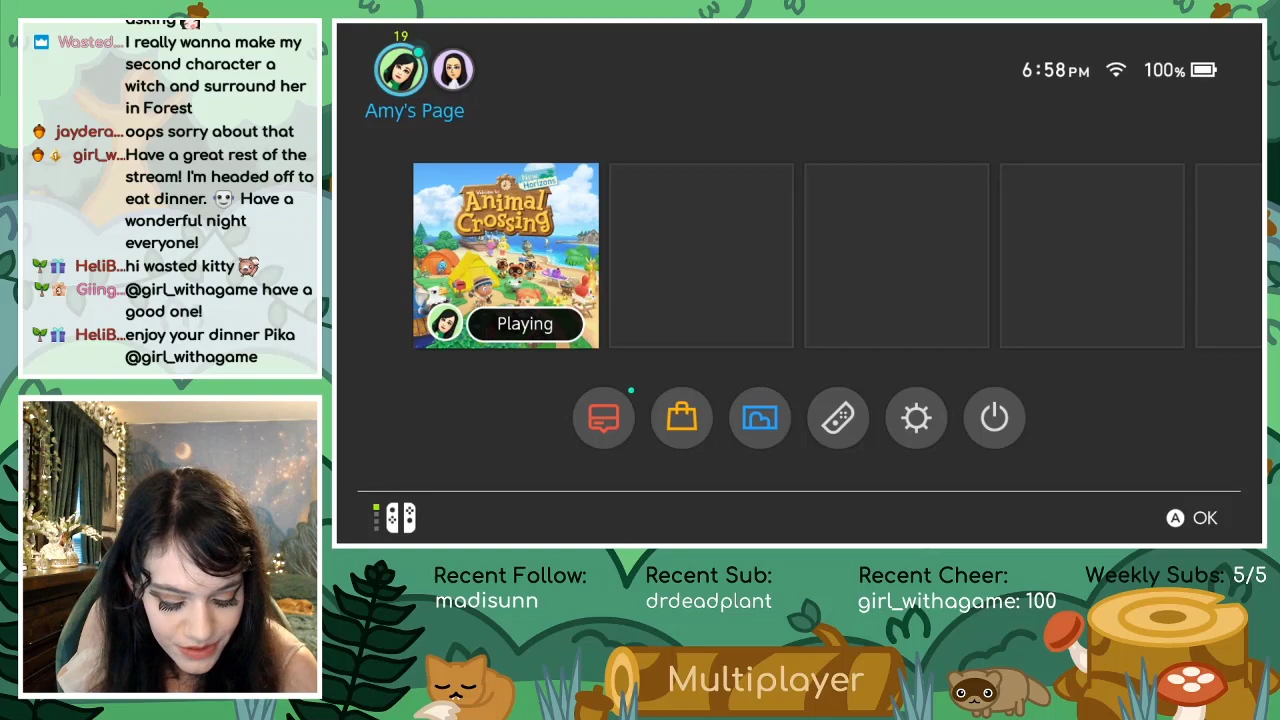 asking
Wasted... I really wanna make my
second character a
witch and surround her
in Forest
jaydera... oops sorry about that
girl_w... Have a great rest of the
stream! I'm headed off to
eat dinner. Have a
wonderful night
everyone!
HeliB... hi wasted kitty
Giing... @girl_withagame have a
good one!
HeliB... enjoy your dinner Pika
@girl_withagame
19
Amy's Page
6:58 PM 100%
Welcome to
Animal
Crossing
New
Horizons
Playing
A OK
Recent Follow:
madisunn
Recent Sub:
drdeadplant
Recent Cheer:
girl_withagame: 100
Weekly Subs: 5/5
Multiplayer